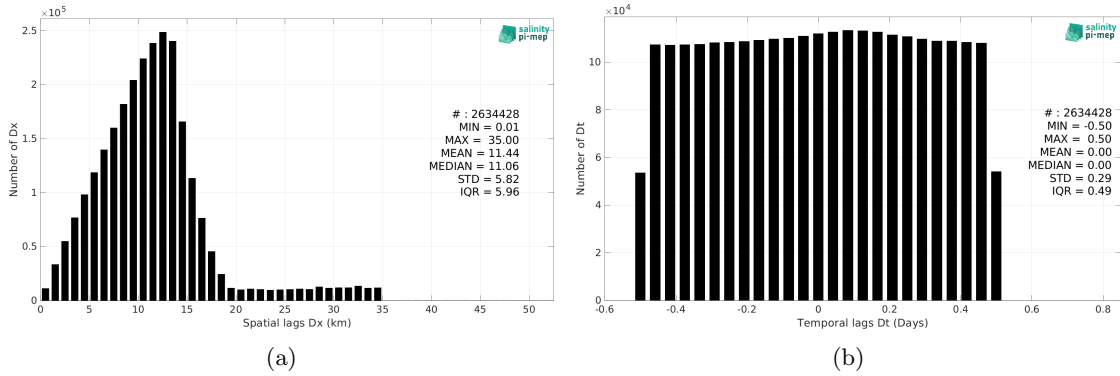 ×10⁵
2.5
2
1.5
1
0.5
0
Number of Dx
salinity
pi-mep
# : 2634428
MIN = 0.01
MAX = 35.00
MEAN = 11.44
MEDIAN = 11.06
STD = 5.82
IQR = 5.96
0 5 10 15 20 25 30 35 40 45 50
Spatial lags Dx (km)
(a)
×10⁴
10
8
6
4
2
0
Number of Dt
salinity
pi-mep
# : 2634428
MIN = -0.50
MAX = 0.50
MEAN = 0.00
MEDIAN = 0.00
STD = 0.29
IQR = 0.49
-0.6 -0.4 -0.2 0 0.2 0.4 0.6 0.8
Temporal lags Dt (Days)
(b)